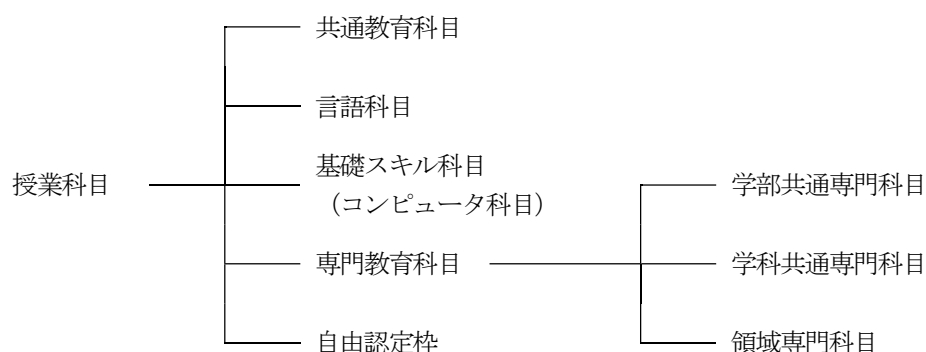 共通教育科目
言語科目
授業科目
基礎スキル科目
（コンピュータ科目）
専門教育科目
自由認定枠
学部共通専門科目
学科共通専門科目
領域専門科目